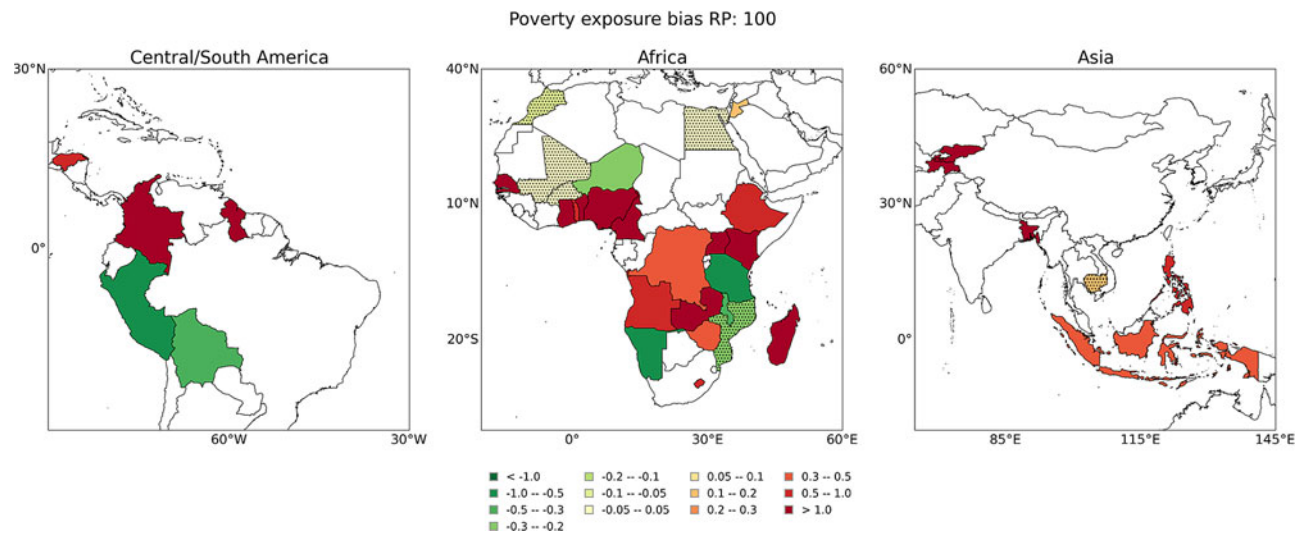 Poverty exposure bias RP: 100
Central/South America
Africa
Asia
30°N
0°
60°W
30°W
40°N
10°N
20°S
0°
30°E
60°E
60°N
30°N
0°
85°E
115°E
145°E
< -1.0
-1.0 -- -0.5
-0.5 -- -0.3
-0.3 -- -0.2
-0.2 -- -0.1
-0.1 -- -0.05
-0.05 -- 0.05
0.05 -- 0.1
0.1 -- 0.2
0.2 -- 0.3
0.3 -- 0.5
0.5 -- 1.0
> 1.0